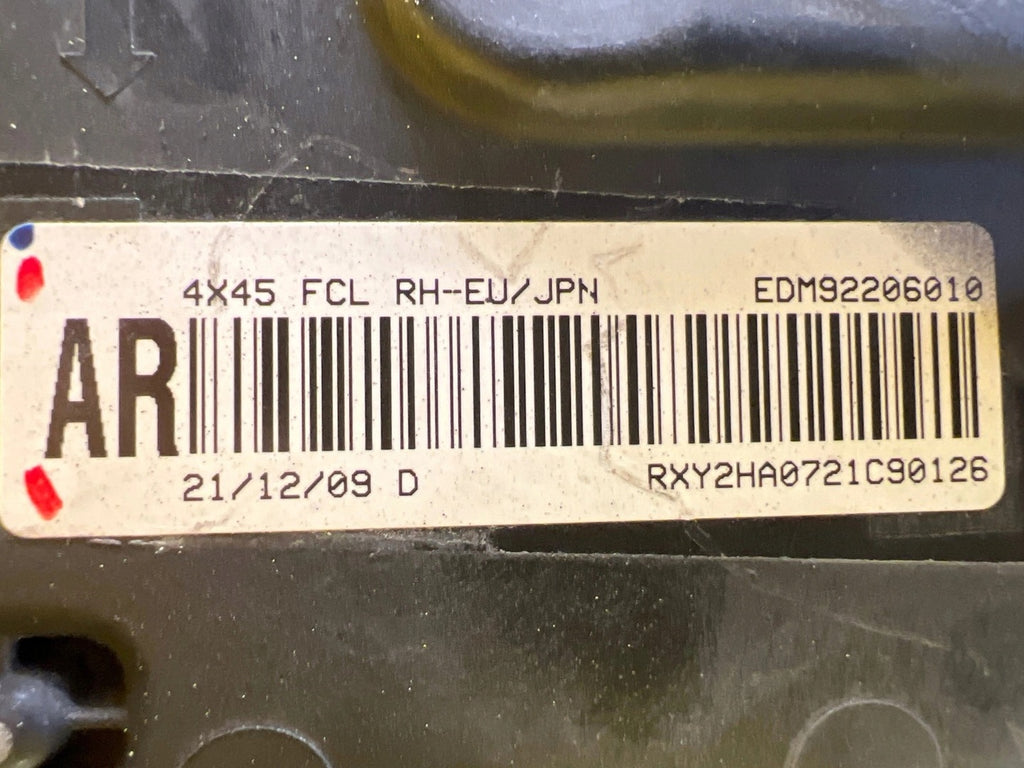 4X45 FCL RH-EU/JPN EDM92206010
AR
21/12/09 D RXY2HA0721C90126